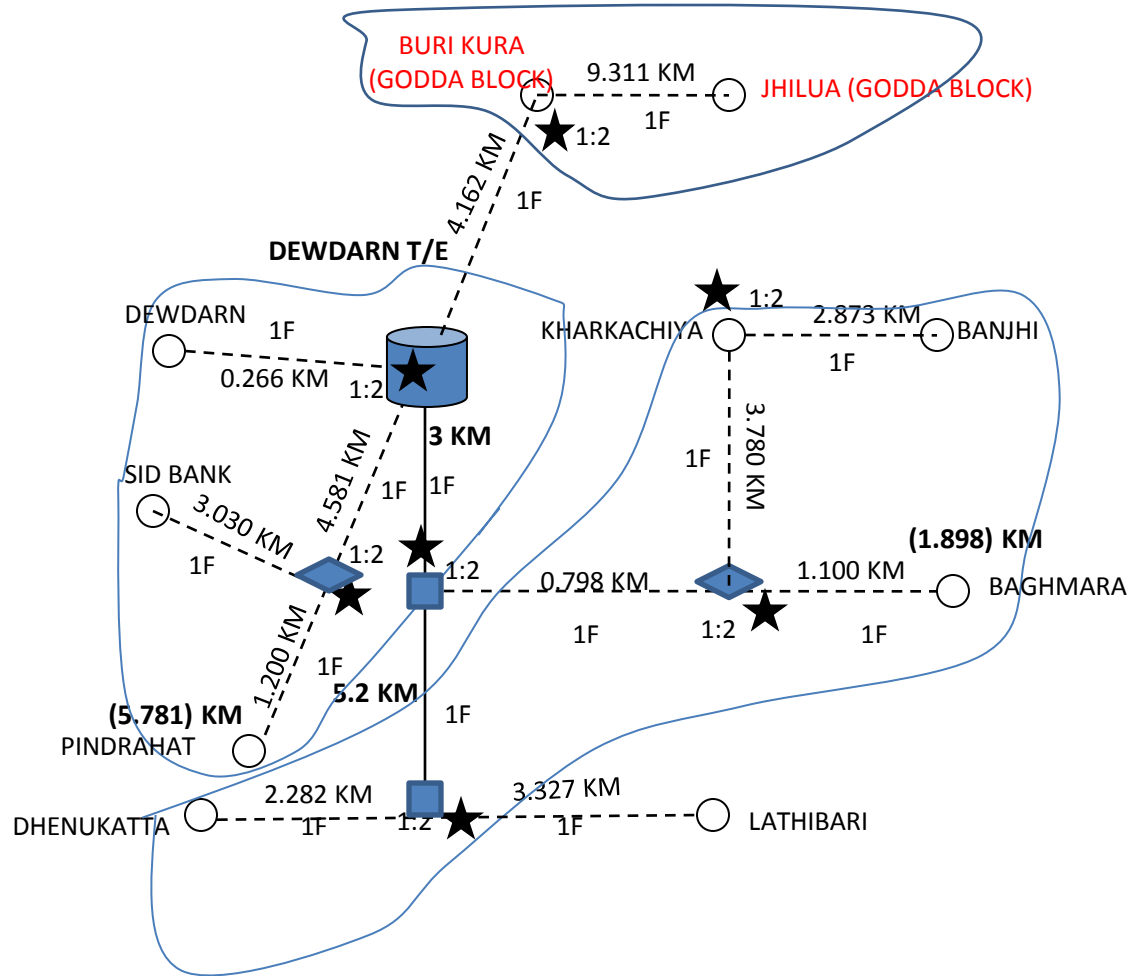 BURI KURA
(GODDA BLOCK)
9.311 KM
JHILUA (GODDA BLOCK)
1F
1:2
4.162 KM
1F
DEWDARN T/E
DEWDARN
1F
0.266 KM
1:2
1:2
KHARKACHIYA
2.873 KM
BANJHI
1F
3 KM
1F
4.581 KM
1F
3.780 KM
1F
SID BANK
3.030 KM
1F
1:2
1:2
0.798 KM
1F
(1.898) KM
1.100 KM
BAGHMARA
1:2
1F
1.200 KM
1F
5.2 KM
1F
(5.781) KM
PINDRAHAT
2.282 KM
3.327 KM
DHENUKATTA
1F
1:2
1F
LATHIBARI